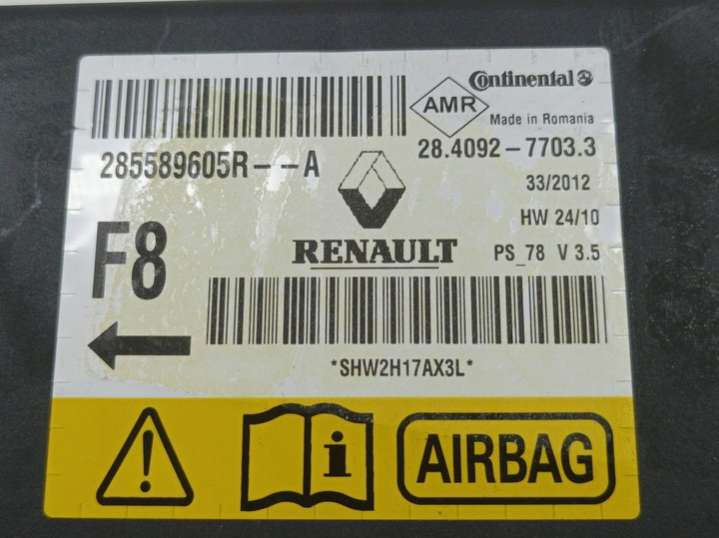 Continental
AMR
Made in Romania
285589605R--A
28.4092-7703.3
33/2012
F8
HW 24/10
RENAULT
PS_78 V 3.5
*SHW2H17AX3L*
i
AIRBAG